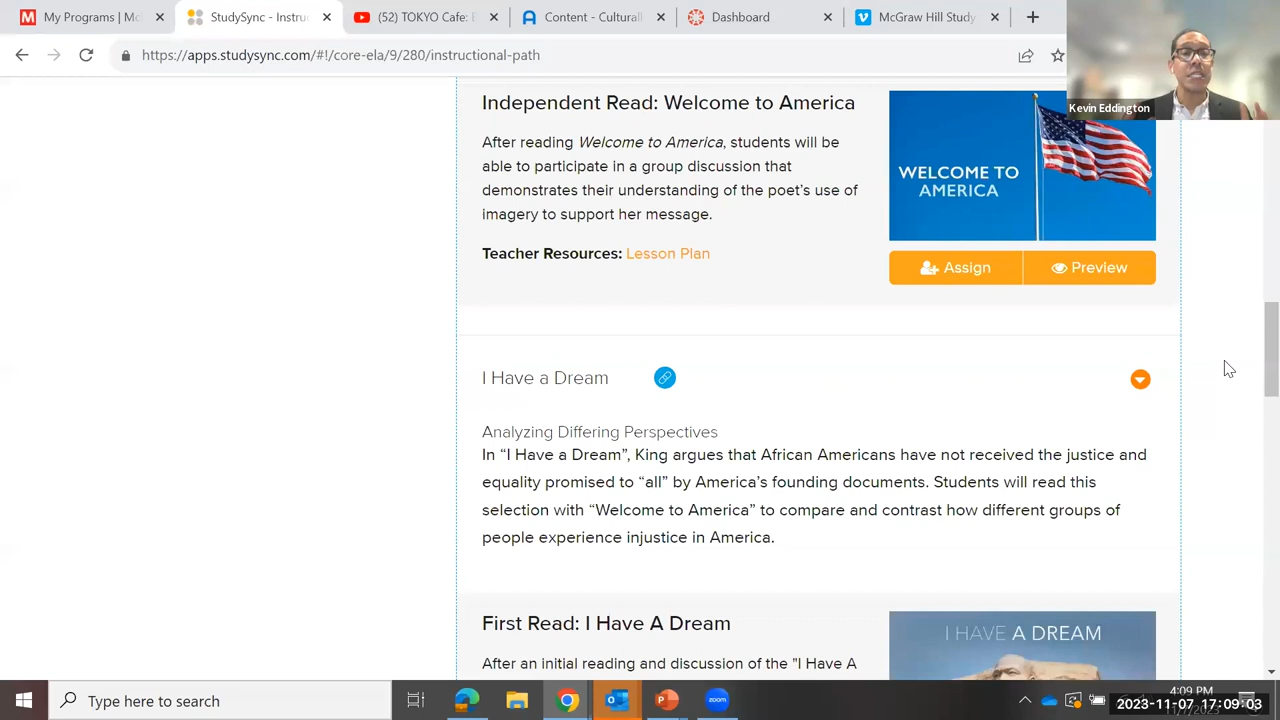 My Programs | Mc
StudySync - Instruc
(52) TOKYO Cafe: B
Content - Culturall
Dashboard
McGraw Hill Study
https://apps.studysync.com/#!/core-ela/9/280/instructional-path
Kevin Eddington
Independent Read: Welcome to America
After reading Welcome to America, students will be
able to participate in a group discussion that
demonstrates their understanding of the poet’s use of
imagery to support her message.
Teacher Resources: Lesson Plan
WELCOME TO
AMERICA
Assign
Preview
I Have a Dream
Analyzing Differing Perspectives
In “I Have a Dream”, King argues that African Americans have not received the justice and
equality promised to “all” by America’s founding documents. Students will read this
selection with “Welcome to America” to compare and contrast how different groups of
people experience injustice in America.
First Read: I Have A Dream
After an initial reading and discussion of the "I Have A
I HAVE A DREAM
Type here to search
4:09 PM
2023-11-07 17:09:03